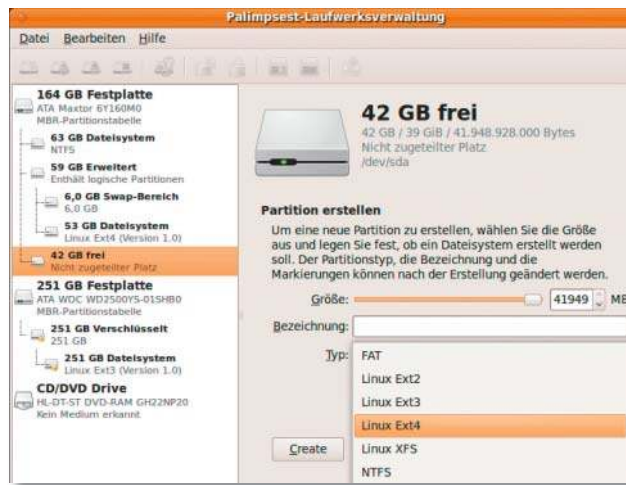 Palimpsest-Laufwerksverwaltung
Datei Bearbeiten Hilfe
164 GB Festplatte
ATA Maxtor 6Y160M0
MBR-Partitionstabelle
63 GB Dateisystem
NTFS
59 GB Erweitert
Enthält logische Partitionen
6,0 GB Swap-Bereich
6,0 GB
53 GB Dateisystem
Linux Ext4 (Version 1.0)
42 GB frei
Nicht zugeteilter Platz
251 GB Festplatte
ATA WDC WD2500YS-01SHB0
MBR-Partitionstabelle
251 GB Verschlüsselt
251 GB
251 GB Dateisystem
Linux Ext3 (Version 1.0)
CD/DVD Drive
HL-DT-ST DVD-RAM GH22NP20
Kein Medium erkannt
42 GB frei
42 GB / 39 GiB / 41.948.928.000 Bytes
Nicht zugeteilter Platz
/dev/sda
Partition erstellen
Um eine neue Partition zu erstellen, wählen Sie die Größe
aus und legen Sie fest, ob ein Dateisystem erstellt werden
soll. Der Partitionstyp, die Bezeichnung und die
Markierungen können nach der Erstellung geändert werden.
Größe: 41949 MB
Bezeichnung:
Typ: FAT
Linux Ext2
Linux Ext3
Linux Ext4
Linux XFS
NTFS
Create